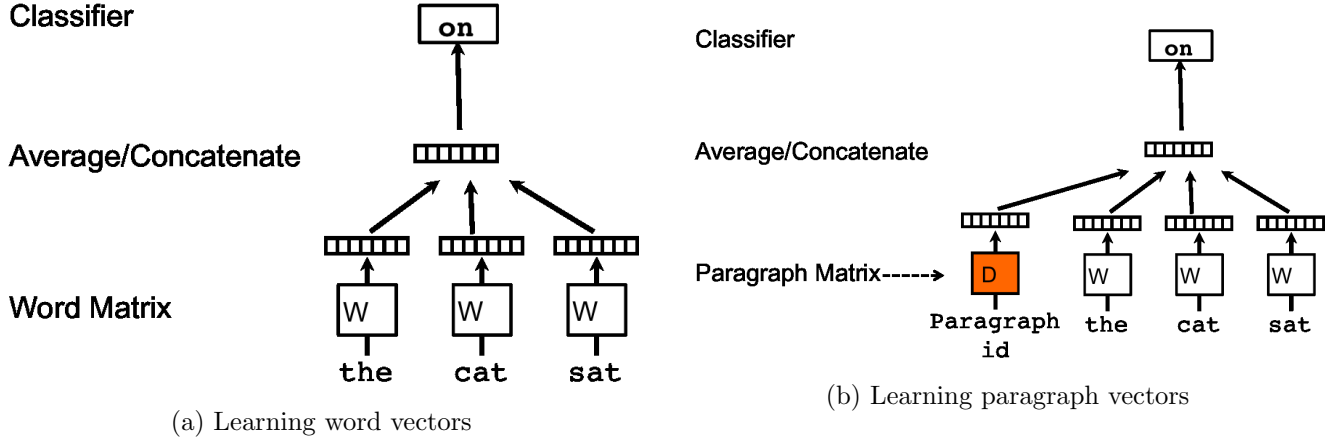 Classifier
on
Average/Concatenate
Word Matrix
W W W
the cat sat
(a) Learning word vectors
Classifier
on
Average/Concatenate
Paragraph Matrix
D W W W
Paragraph the cat sat
id
(b) Learning paragraph vectors